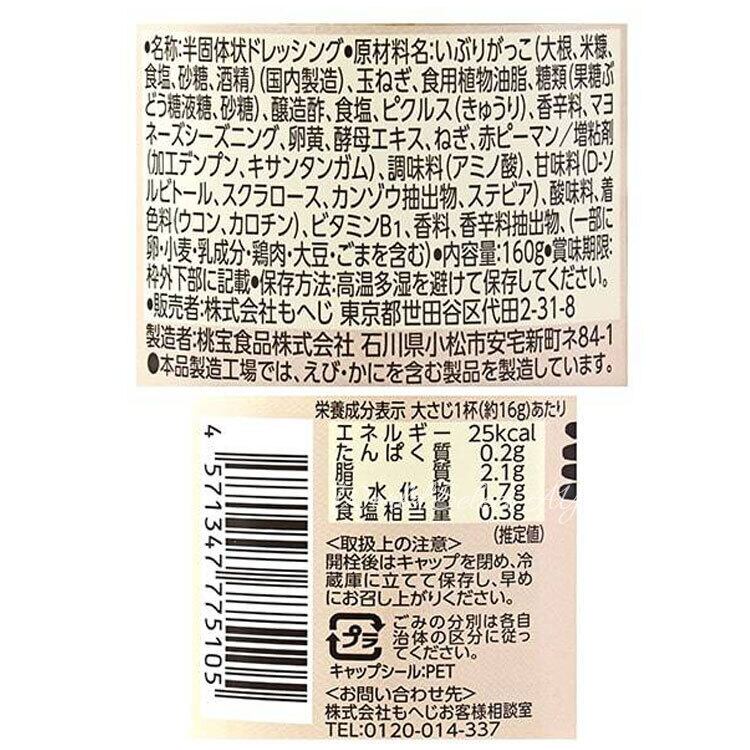 ●名称:半固体状ドレッシング●原材料名:いぶりがっこ(大根、米糠、
食塩、砂糖、酒精)(国内製造)、玉ねぎ、食用植物油脂、糖類(果糖ぶ
どう糖液糖、砂糖)、醸造酢、食塩、ピクルス(きゅうり)、香辛料、マヨ
ネーズシーズニング、卵黄、酵母エキス、ねぎ、赤ピーマン/増粘剤
(加工デンプン、キサンタンガム)、調味料(アミノ酸)、甘味料(D-ソ
ルビトール、スクラロース、カンゾウ抽出物、ステビア)、酸味料、着
色料(ウコン、カロチン)、ビタミンB1、香料、香辛料抽出物、(一部に
卵・小麦・乳成分・鶏肉・大豆・ごまを含む)●内容量:160g●賞味期限:
枠外下部に記載●保存方法:高温多湿を避けて保存してください。
●販売者:株式会社もへじ 東京都世田谷区代田2-31-8
製造者:桃宝食品株式会社 石川県小松市安宅新町ネ84-1
●本品製造工場では、えび・かにを含む製品を製造しています。
栄養成分表示 大さじ1杯(約16g)あたり
エネルギー 25kcal
たんぱく質 0.2g
脂質 2.1g
炭水化物 1.7g
食塩相当量 0.3g
(推定値)
<取扱上の注意>
開栓後はキャップを閉め、冷
蔵庫に立てて保存し、早め
にお召し上がりください。
プラ
ごみの分別は各自
治体の区分に従っ
てください。
キャップシール:PET
<お問い合わせ先>
株式会社もへじお客様相談室
TEL:0120-014-337
4 571347 775105